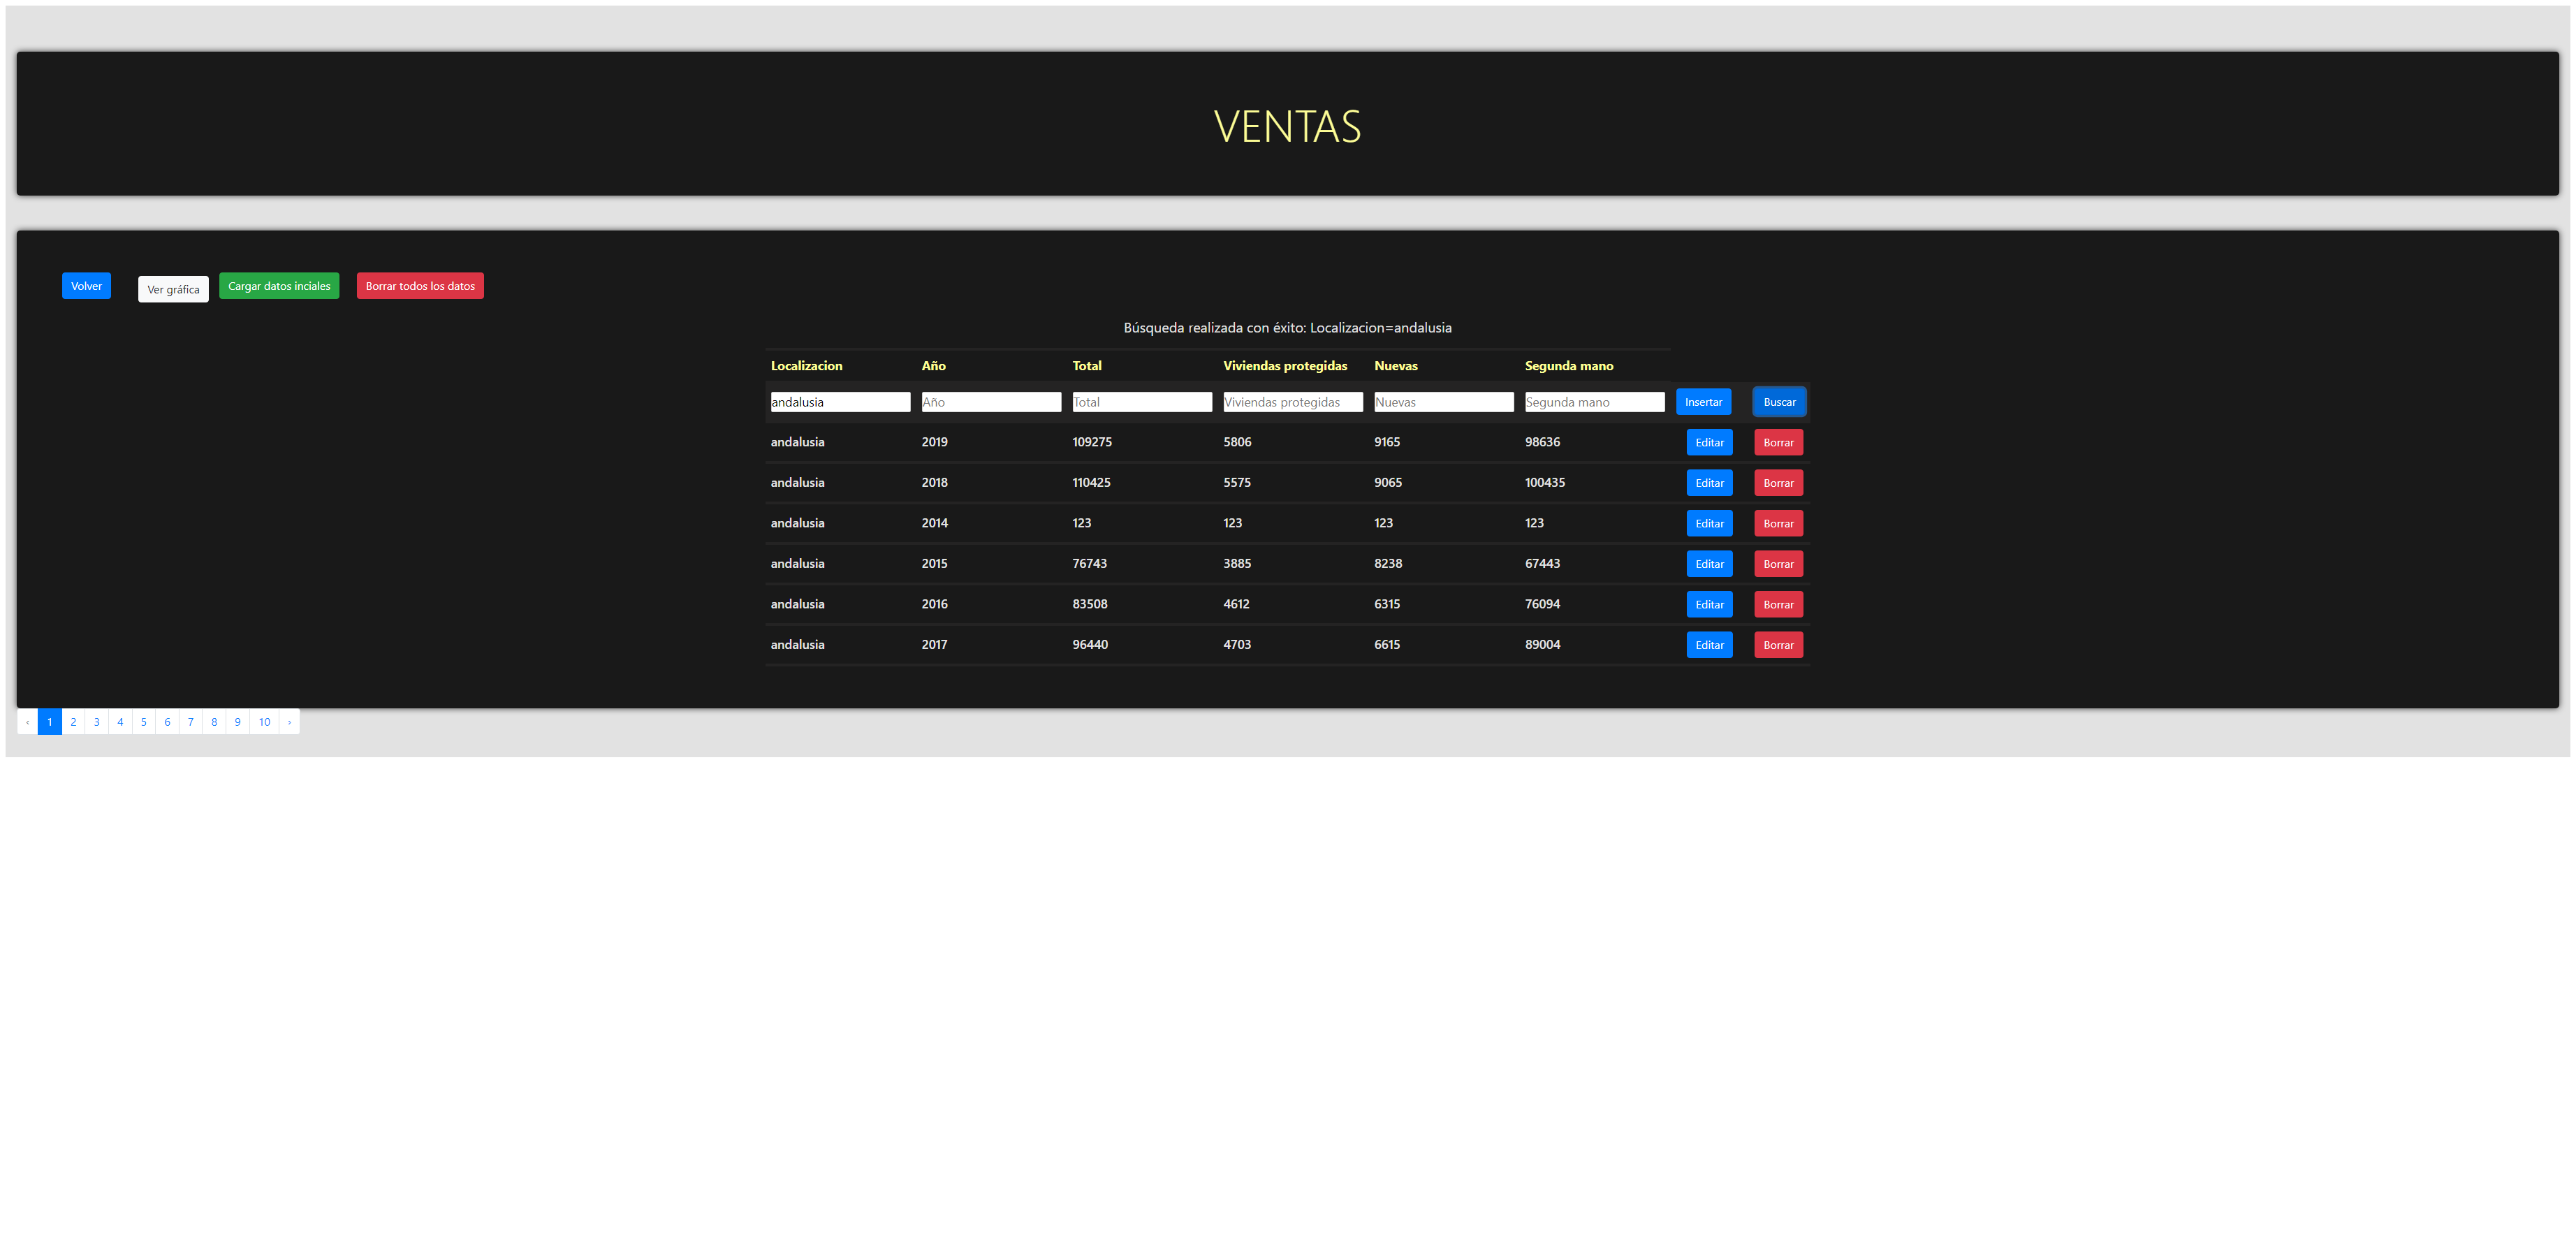 VENTAS
Volver Ver gráfica Cargar datos inciales Borrar todos los datos
Búsqueda realizada con éxito: Localizacion=andalusia
Localizacion Año Total Viviendas protegidas Nuevas Segunda mano
andalusia Año Total Viviendas protegidas Nuevas Segunda mano Insertar Buscar
andalusia 2019 109275 5806 9165 98636 Editar Borrar
andalusia 2018 110425 5575 9065 100435 Editar Borrar
andalusia 2014 123 123 123 123 Editar Borrar
andalusia 2015 76743 3885 8238 67443 Editar Borrar
andalusia 2016 83508 4612 6315 76094 Editar Borrar
andalusia 2017 96440 4703 6615 89004 Editar Borrar
‹ 1 2 3 4 5 6 7 8 9 10 ›